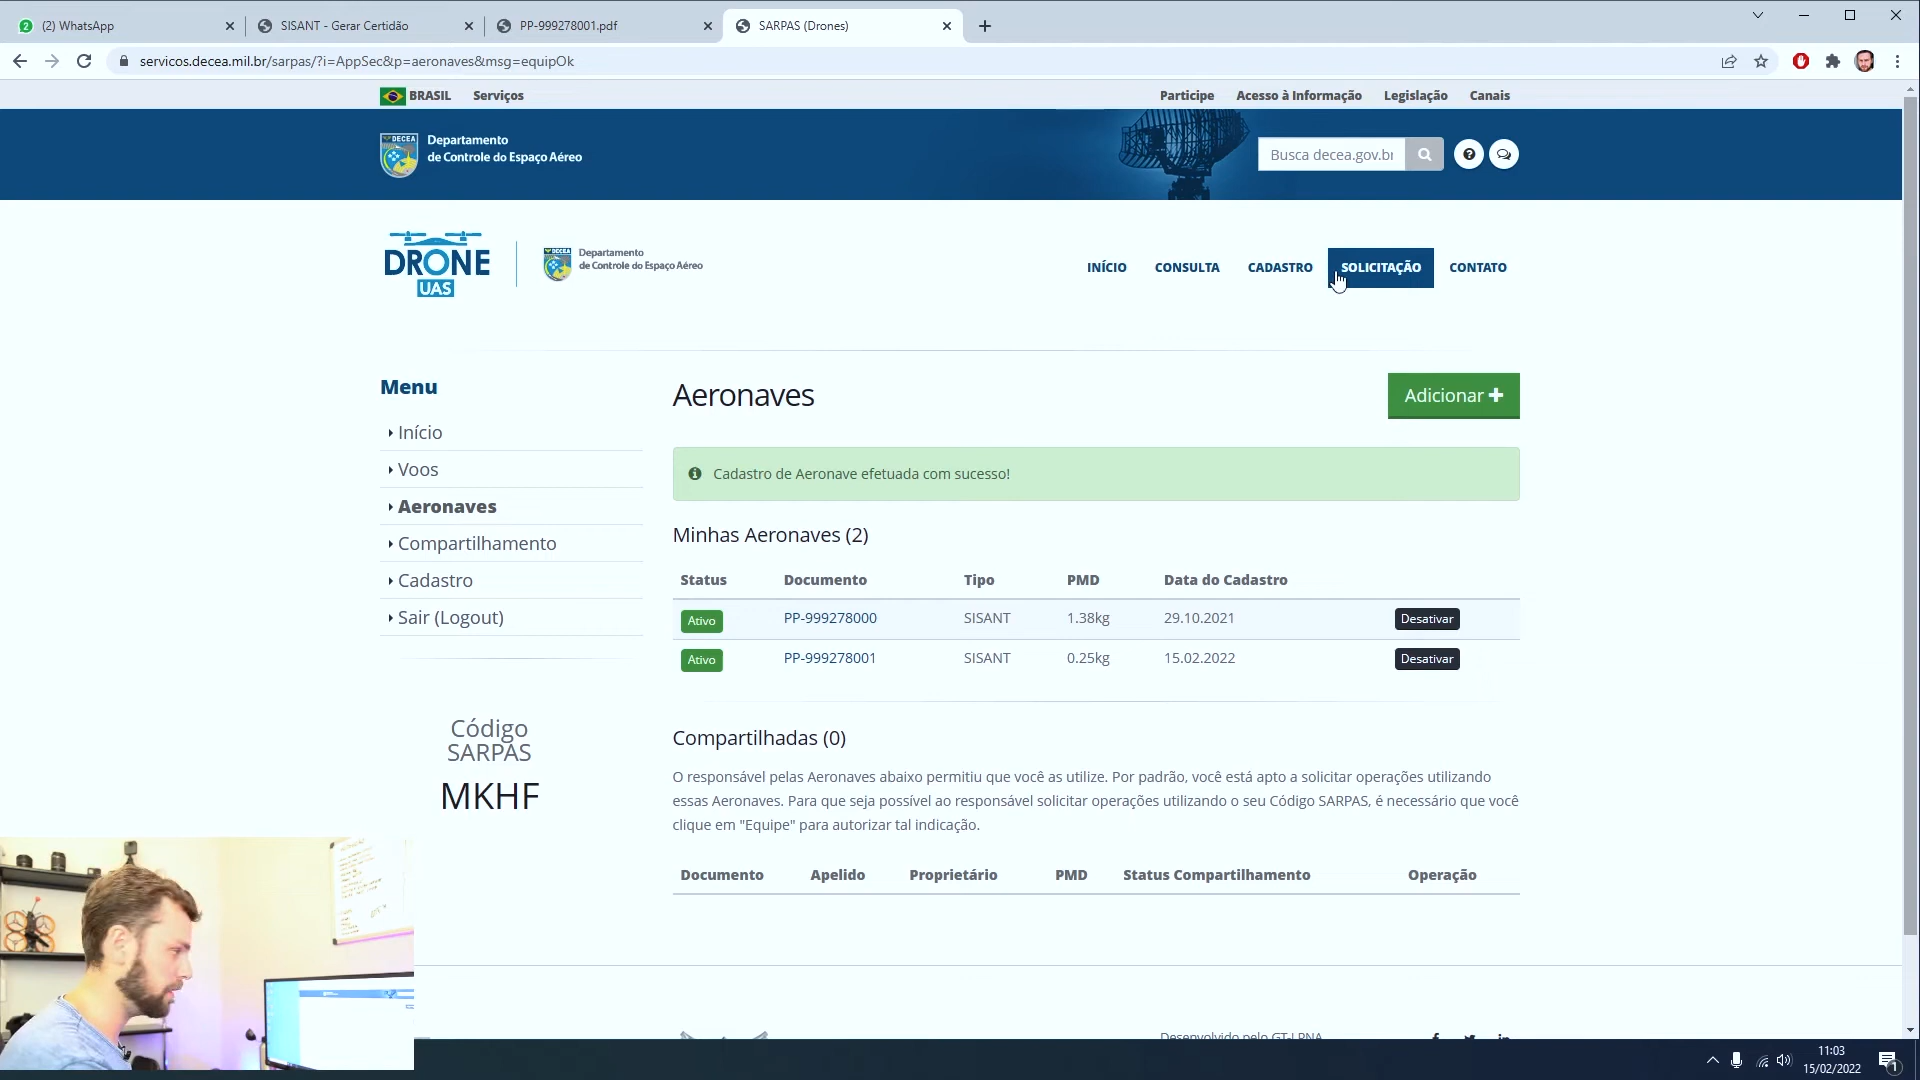 (2) WhatsApp
SISANT - Gerar Certidão
PP-999278001.pdf
SARPAS (Drones)
servicos.decea.mil.br/sarpas/?i=AppSec&p=aeronaves&msg=equipOk
BRASIL
Serviços
Participe
Acesso à Informação
Legislação
Canais
DECEA
Departamento
de Controle do Espaço Aéreo
Busca decea.gov.br
DRONE
UAS
DECEA
Departamento
de Controle do Espaço Aéreo
INÍCIO
CONSULTA
CADASTRO
SOLICITAÇÃO
CONTATO
Menu
Início
Voos
Aeronaves
Compartilhamento
Cadastro
Sair (Logout)
Código
SARPAS
MKHF
Aeronaves
Adicionar
Cadastro de Aeronave efetuada com sucesso!
Minhas Aeronaves (2)
Status Documento Tipo PMD Data do Cadastro
Ativo PP-999278000 SISANT 1.38kg 29.10.2021 Desativar
Ativo PP-999278001 SISANT 0.25kg 15.02.2022 Desativar
Compartilhadas (0)
O responsável pelas Aeronaves abaixo permitiu que você as utilize. Por padrão, você está apto a solicitar operações utilizando
essas Aeronaves. Para que seja possível ao responsável solicitar operações utilizando o seu Código SARPAS, é necessário que você
clique em "Equipe" para autorizar tal indicação.
Documento Apelido Proprietário PMD Status Compartilhamento Operação
Desenvolvido pelo GT-LPNA
11:03
15/02/2022
1